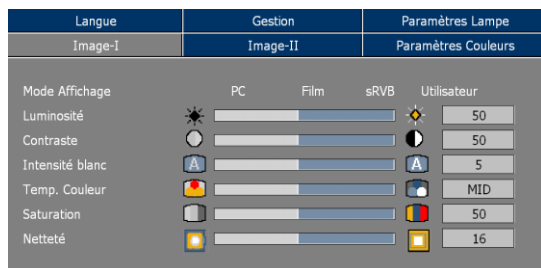 Langue Gestion Paramètres Lampe
Image-I Image-II Paramètres Couleurs
Mode Affichage PC Film sRVB Utilisateur
Luminosité 50
Contraste 50
Intensité blanc A A 5
Temp. Couleur MID
Saturation 50
Netteté 16